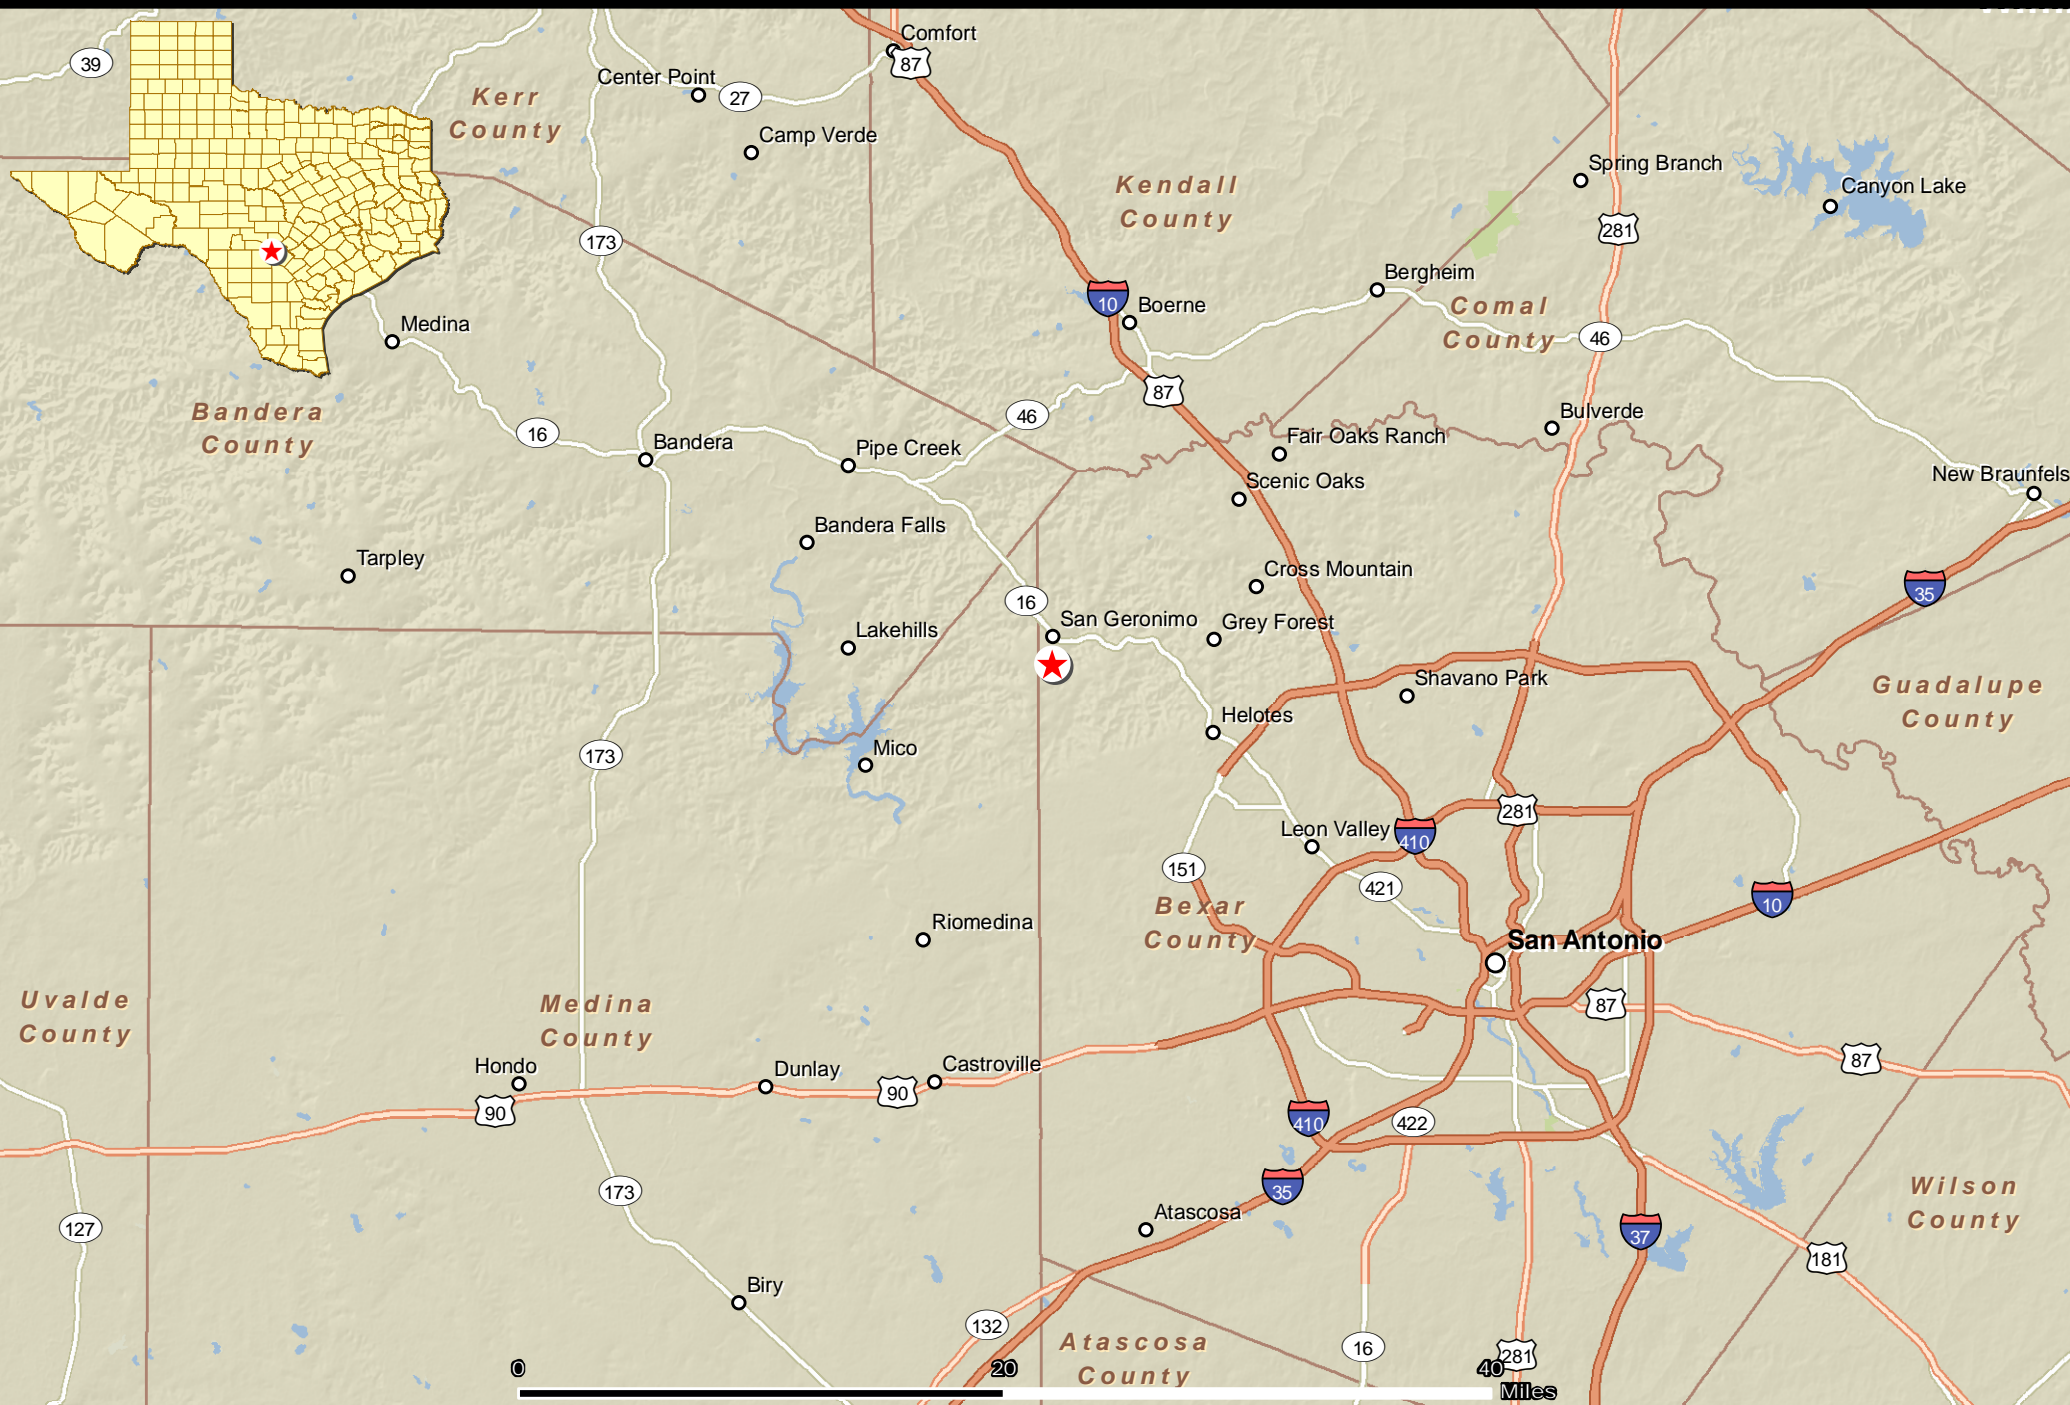 Comfort
39
87
Center Point
27
Kerr
County
Camp Verde
Spring Branch
Kendall
County
Canyon Lake
281
173
Bergheim
10
Boerne
Comal
County
Medina
46
87
Bandera
County
46
Bulverde
16
Bandera
Fair Oaks Ranch
Pipe Creek
New Braunfels
Scenic Oaks
Bandera Falls
Tarpley
Cross Mountain
35
16
San Geronimo
Grey Forest
Lakehills
Shavano Park
Guadalupe
County
Helotes
173
Mico
281
Leon Valley
410
151
421
10
Bexar
County
Riomedina
San Antonio
Uvalde
County
Medina
County
87
87
Hondo
Dunlay
Castroville
90
90
410
422
35
Wilson
County
173
Atascosa
127
37
181
Biry
132
Atascosa
County
16
281
0
20
40
Miles